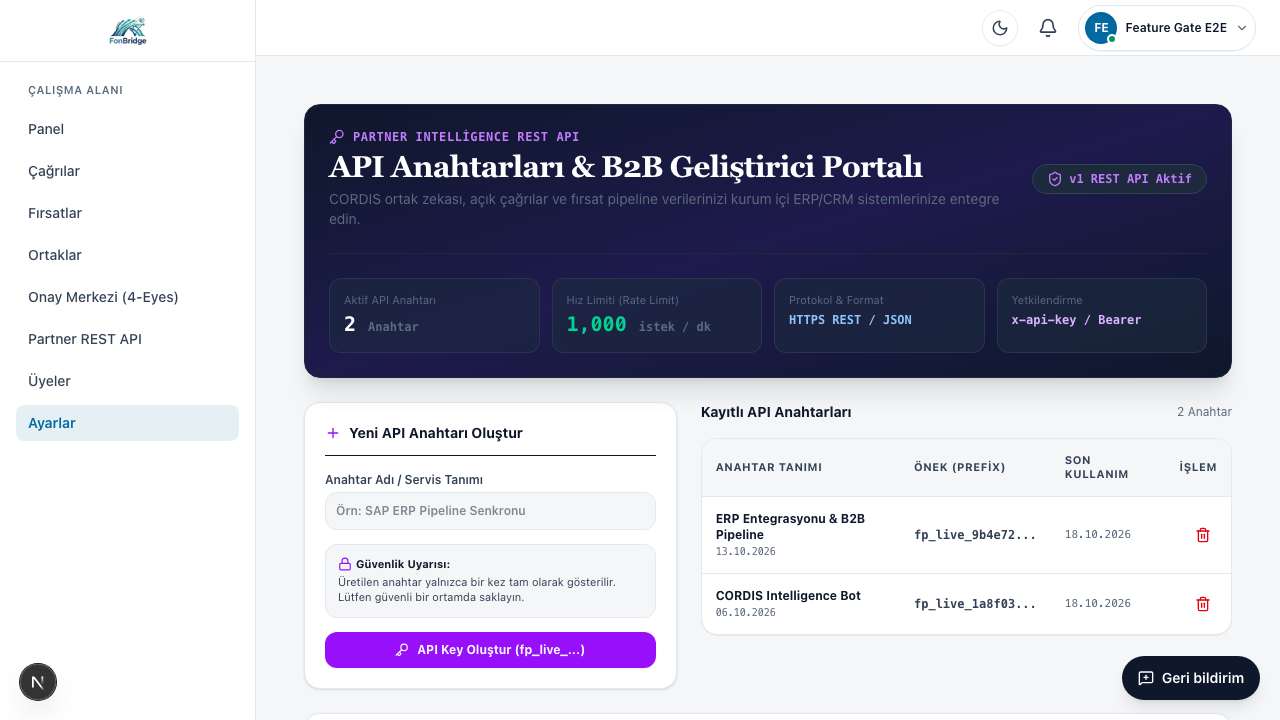 FonBridge
Feature Gate E2E
FE
ÇALIŞMA ALANI
Panel
Çağrılar
Fırsatlar
Ortaklar
Onay Merkezi (4-Eyes)
Partner REST API
Üyeler
Ayarlar
N
PARTNER INTELLİGENCE REST API
API Anahtarları & B2B Geliştirici Portalı
CORDIS ortak zekası, açık çağrılar ve fırsat pipeline verilerinizi kurum içi ERP/CRM sistemlerinize entegre
edin.
v1 REST API Aktif
Aktif API Anahtarı
2 Anahtar
Hız Limiti (Rate Limit)
1,000 istek / dk
Protokol & Format
HTTPS REST / JSON
Yetkilendirme
x-api-key / Bearer
Yeni API Anahtarı Oluştur
Anahtar Adı / Servis Tanımı
Örn: SAP ERP Pipeline Senkronu
Güvenlik Uyarısı:
Üretilen anahtar yalnızca bir kez tam olarak gösterilir.
Lütfen güvenli bir ortamda saklayın.
API Key Oluştur (fp_live_...)
Kayıtlı API Anahtarları
2 Anahtar
ANAHTAR TANIMI
ÖNEK (PREFİX)
SON
KULLANIM
İŞLEM
ERP Entegrasyonu & B2B
Pipeline
13.10.2026
fp_live_9b4e72...
18.10.2026
CORDIS Intelligence Bot
06.10.2026
fp_live_1a8f03...
18.10.2026
Geri bildirim